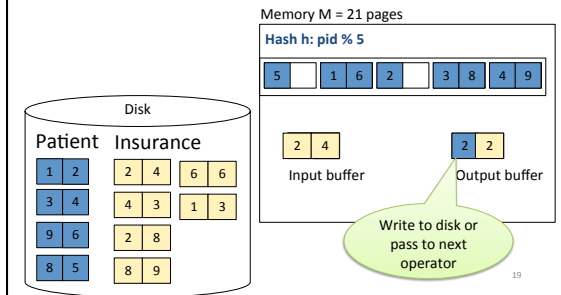 Memory M = 21 pages
Hash h: pid % 5
5 1 6 2 3 8 4 9
Disk
Patient Insurance
1 2 2 4 6 6
3 4 4 3 1 3
9 6 2 8
8 5 8 9
2 4
Input buffer
2 2
Output buffer
Write to disk or
pass to next
operator
19